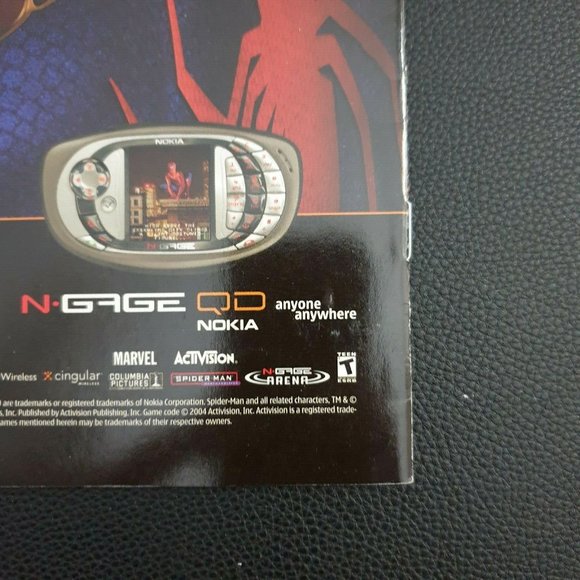 NOKIA
N-GAGE
N·GAGE QD anyone anywhere
NOKIA
MARVEL ACTIVISION.
Wireless cingular WIRELESS COLUMBIA PICTURES SPIDER-MAN MERCHANDISING N·GAGE ARENA TEEN T ESRB
are trademarks or registered trademarks of Nokia Corporation. Spider-Man and all related characters, TM & ©
s, Inc. Published by Activision Publishing, Inc. Game code © 2004 Activision, Inc. Activision is a registered trade-
ames mentioned herein may be trademarks of their respective owners.